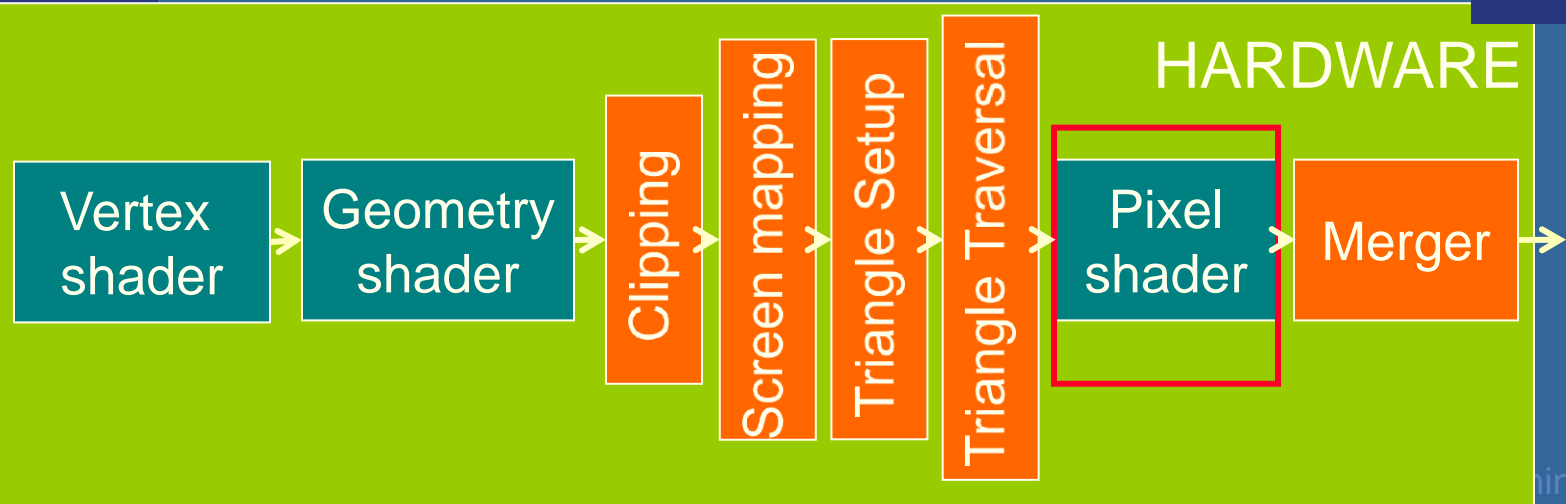 HARDWARE
Vertex
shader
Geometry
shader
Clipping
Screen mapping
Triangle Setup
Triangle Traversal
Pixel
shader
Merger